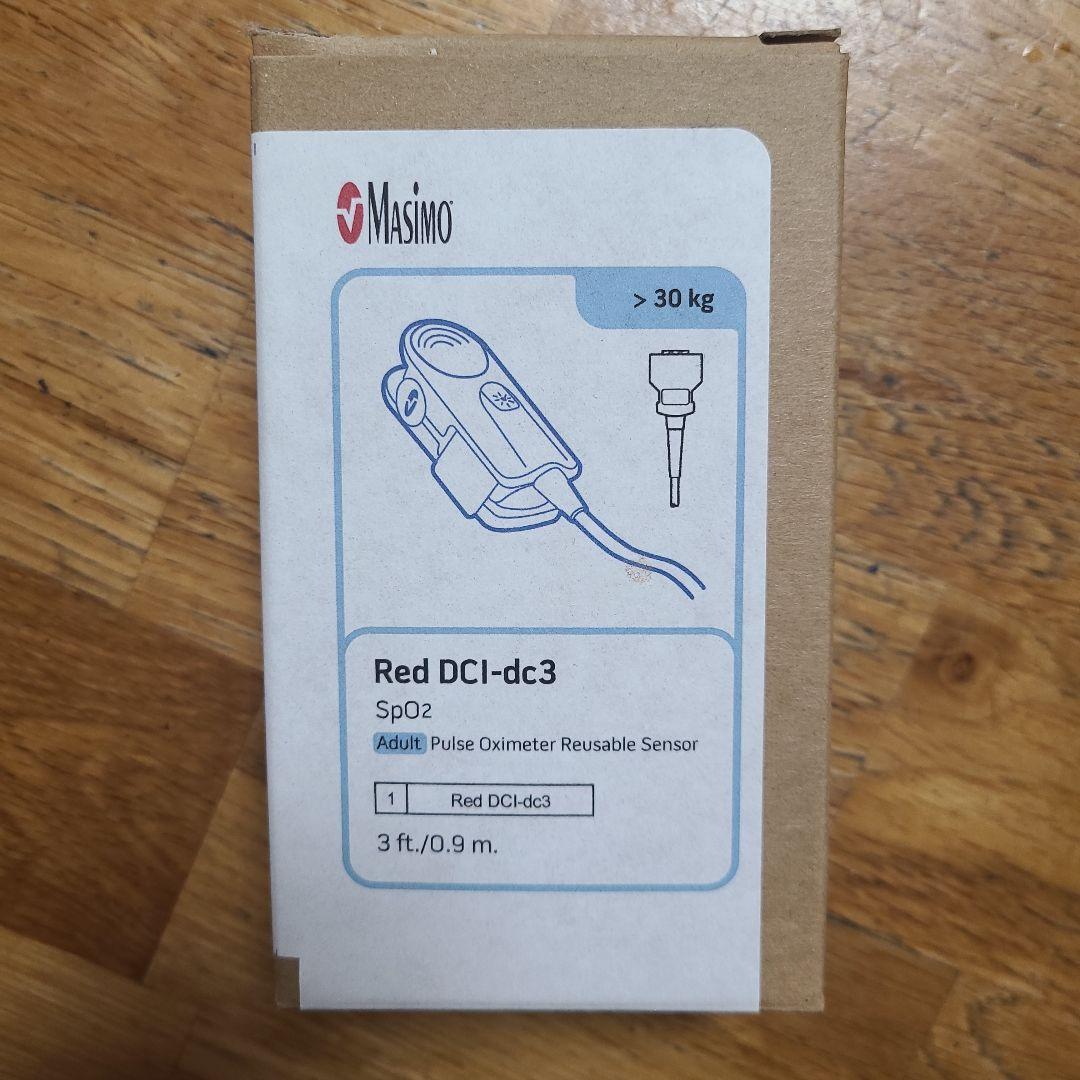 Masimo
> 30 kg
Red DCI-dc3
SpO2
Adult Pulse Oximeter Reusable Sensor
1 Red DCI-dc3
3 ft./0.9 m.